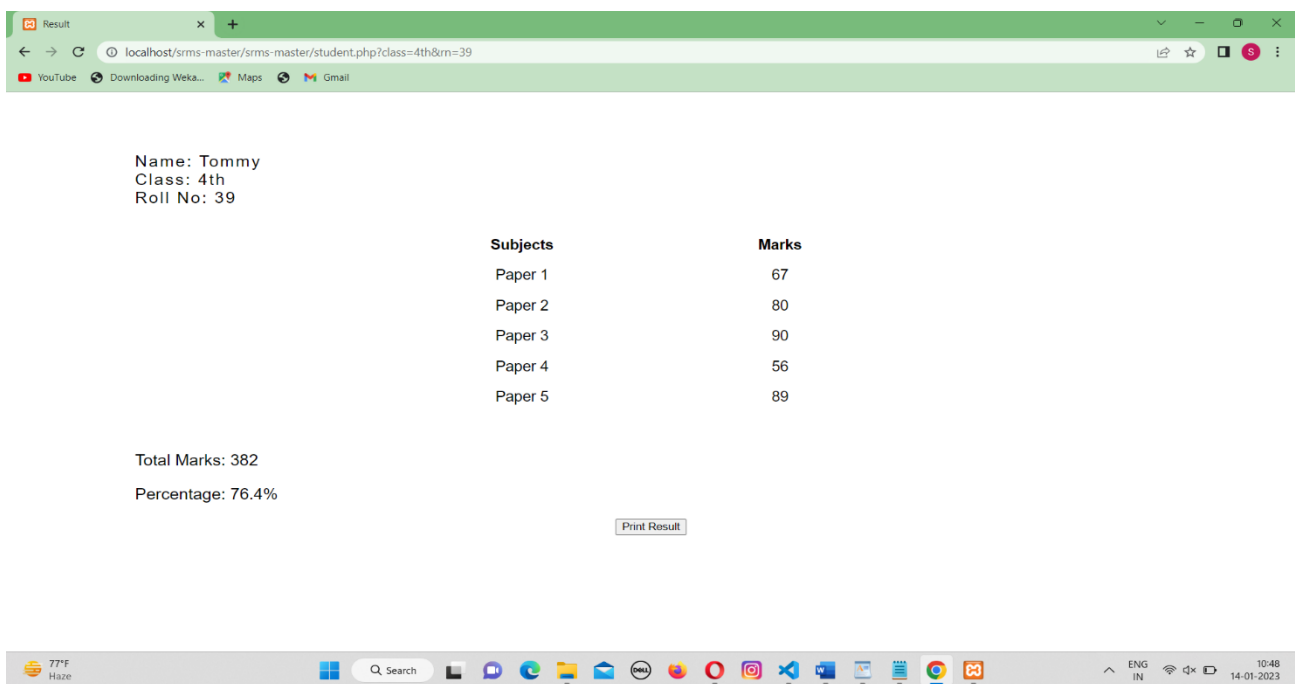 Result
localhost/srms-master/srms-master/student.php?class=4th&rn=39
S
YouTube Downloading Weka... Maps Gmail
Name: Tommy
Class: 4th
Roll No: 39
Subjects Marks
Paper 1 67
Paper 2 80
Paper 3 90
Paper 4 56
Paper 5 89
Total Marks: 382
Percentage: 76.4%
Print Result
77°F
Haze
Search
DELL
W
ENG
IN
10:48
14-01-2023